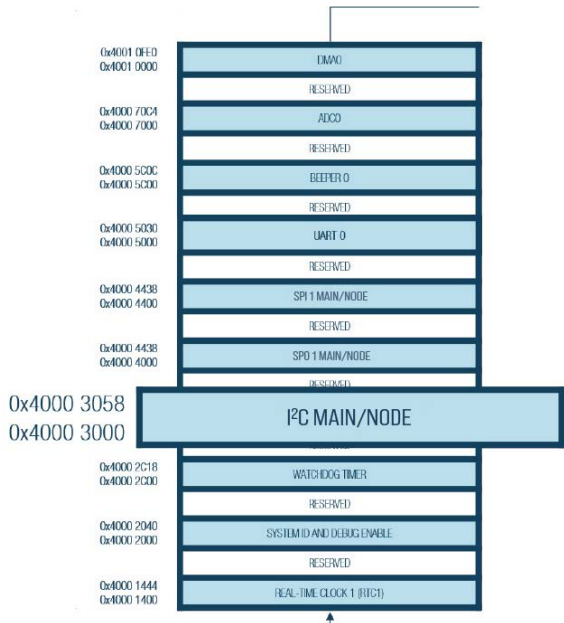 0x4001 0FE0
0x4001 0000
DMA0
RESERVED
0x4000 70C4
0x4000 7000
ADC0
RESERVED
0x4000 5C0C
0x4000 5C00
BEEPER 0
RESERVED
0x4000 5030
0x4000 5000
UART 0
RESERVED
0x4000 4438
0x4000 4400
SPI 1 MAIN/NODE
RESERVED
0x4000 4438
0x4000 4000
SPO 1 MAIN/NODE
RESERVED
0x4000 3058
0x4000 3000
I²C MAIN/NODE
0x4000 2C18
0x4000 2C00
WATCHDOG TIMER
RESERVED
0x4000 2040
0x4000 2000
SYSTEM ID AND DEBUG ENABLE
RESERVED
0x4000 1444
0x4000 1400
REAL-TIME CLOCK 1 (RTC1)